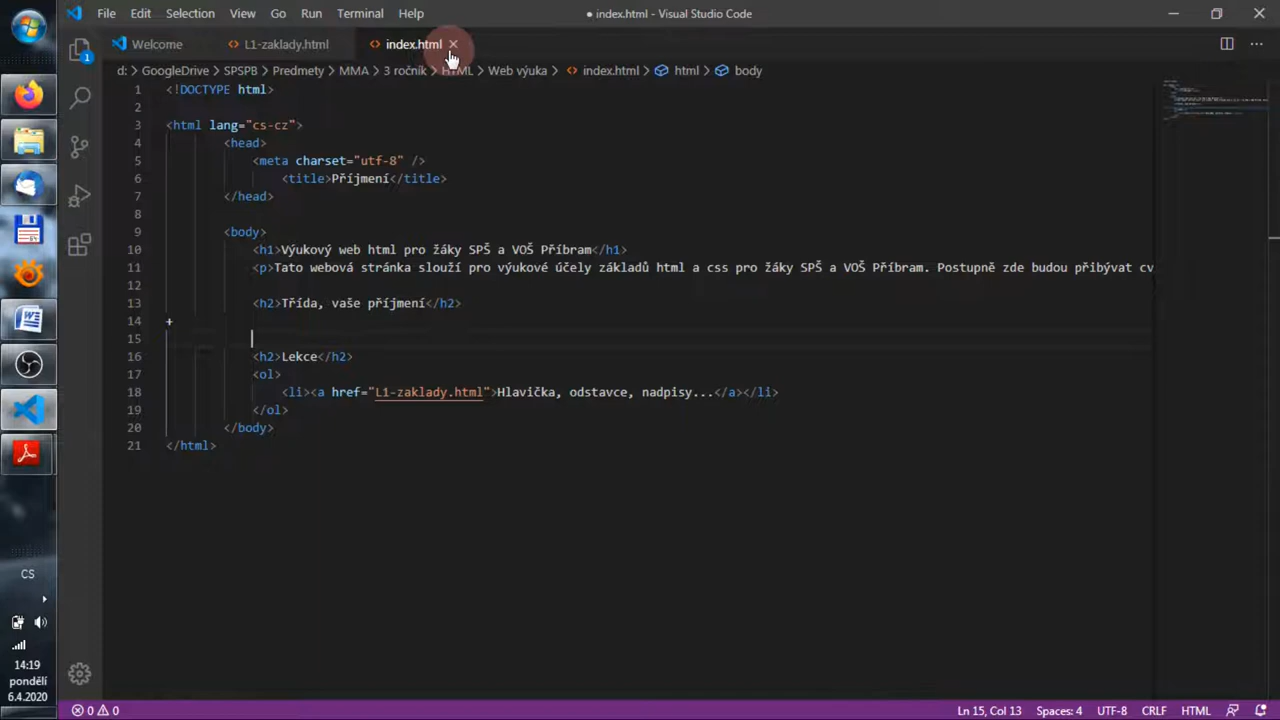 File Edit Selection View Go Run Terminal Help ● index.html - Visual Studio Code
Welcome L1-zaklady.html index.html
1
d: > GoogleDrive > SPSPB > Predmety > MMA > 3 ročník > HTML > Web výuka > index.html > html > body
1 <!DOCTYPE html>
2
3 <html lang="cs-cz">
4 <head>
5 <meta charset="utf-8" />
6 <title>Příjmení</title>
7 </head>
8
9 <body>
10 <h1>Výukový web html pro žáky SPŠ a VOŠ Příbram</h1>
11 <p>Tato webová stránka slouží pro výukové účely základů html a css pro žáky SPŠ a VOŠ Příbram. Postupně zde budou přibývat cv
12
13 <h2>Třída, vaše příjmení</h2>
14 +
15
16 <h2>Lekce</h2>
17 <ol>
18 <li><a href="L1-zaklady.html">Hlavička, odstavce, nadpisy...</a></li>
19 </ol>
20 </body>
21 </html>
CS
14:19
pondělí
6.4.2020
0 0 Ln 15, Col 13 Spaces: 4 UTF-8 CRLF HTML